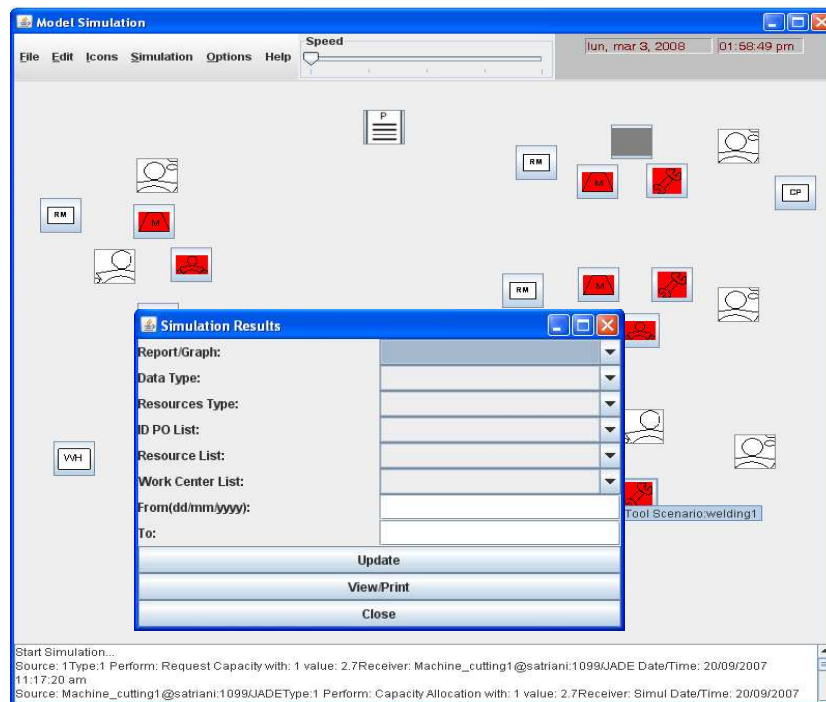 Model Simulation
File Edit Icons Simulation Options Help
Speed
lun, mar 3, 2008
01:58:49 pm
P
RM
M
CP
RM
M
RM
M
WH
Simulation Results
Report/Graph:
Data Type:
Resources Type:
ID PO List:
Resource List:
Work Center List:
From(dd/mm/yyyy):
To:
Tool Scenario:welding1
Update
View/Print
Close
Start Simulation...
Source: 1Type:1 Perform: Request Capacity with: 1 value: 2.7Receiver: Machine_cutting1@satriani:1099/JADE Date/Time: 20/09/2007
11:17:20 am
Source: Machine_cutting1@satriani:1099/JADEType:1 Perform: Capacity Allocation with: 1 value: 2.7Receiver: Simul Date/Time: 20/09/2007